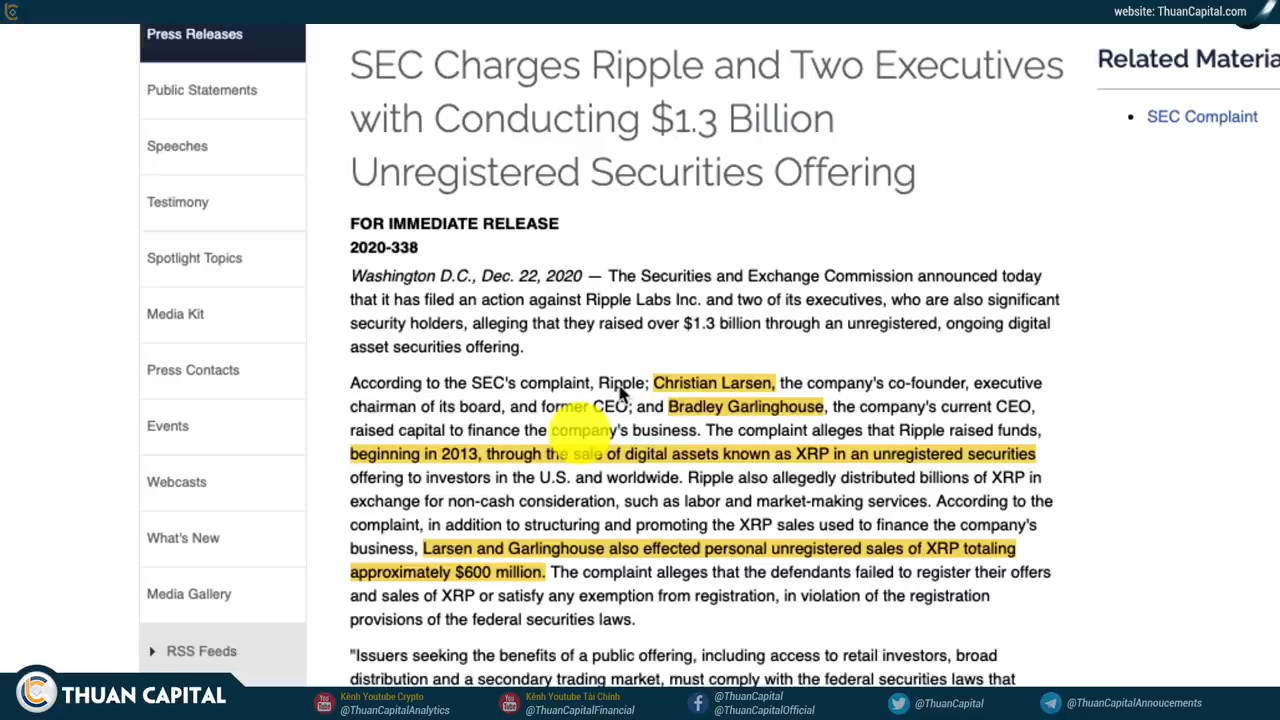 website: ThuanCapital.com
Press Releases
Public Statements
Speeches
Testimony
Spotlight Topics
Media Kit
Press Contacts
Events
Webcasts
What's New
Media Gallery
RSS Feeds
SEC Charges Ripple and Two Executives
with Conducting $1.3 Billion
Unregistered Securities Offering
FOR IMMEDIATE RELEASE
2020-338
Washington D.C., Dec. 22, 2020 — The Securities and Exchange Commission announced today
that it has filed an action against Ripple Labs Inc. and two of its executives, who are also significant
security holders, alleging that they raised over $1.3 billion through an unregistered, ongoing digital
asset securities offering.
According to the SEC's complaint, Ripple; Christian Larsen, the company's co-founder, executive
chairman of its board, and former CEO; and Bradley Garlinghouse, the company's current CEO,
raised capital to finance the company's business. The complaint alleges that Ripple raised funds,
beginning in 2013, through the sale of digital assets known as XRP in an unregistered securities
offering to investors in the U.S. and worldwide. Ripple also allegedly distributed billions of XRP in
exchange for non-cash consideration, such as labor and market-making services. According to the
complaint, in addition to structuring and promoting the XRP sales used to finance the company's
business, Larsen and Garlinghouse also effected personal unregistered sales of XRP totaling
approximately $600 million. The complaint alleges that the defendants failed to register their offers
and sales of XRP or satisfy any exemption from registration, in violation of the registration
provisions of the federal securities laws.
"Issuers seeking the benefits of a public offering, including access to retail investors, broad
distribution and a secondary trading market, must comply with the federal securities laws that
Related Materia
SEC Complaint
THUAN CAPITAL
Kênh Youtube Crypto
@ThuanCapitalAnalytics
Kênh Youtube Tài Chính
@ThuanCapitalFinancial
@ThuanCapital
@ThuanCapitalOfficial
@ThuanCapital
@ThuanCapitalAnnoucements